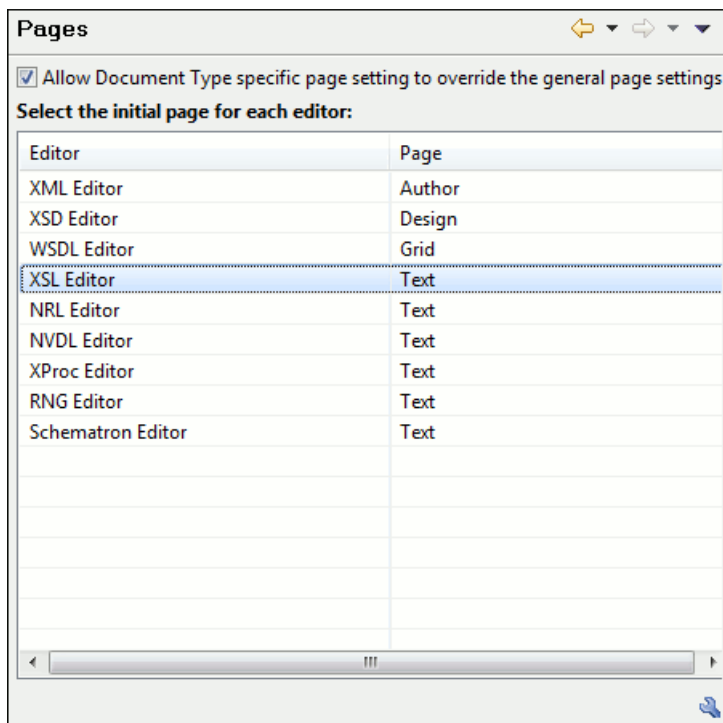 Pages
Allow Document Type specific page setting to override the general page settings
Select the initial page for each editor:
Editor Page
XML Editor Author
XSD Editor Design
WSDL Editor Grid
XSL Editor Text
NRL Editor Text
NVDL Editor Text
XProc Editor Text
RNG Editor Text
Schematron Editor Text